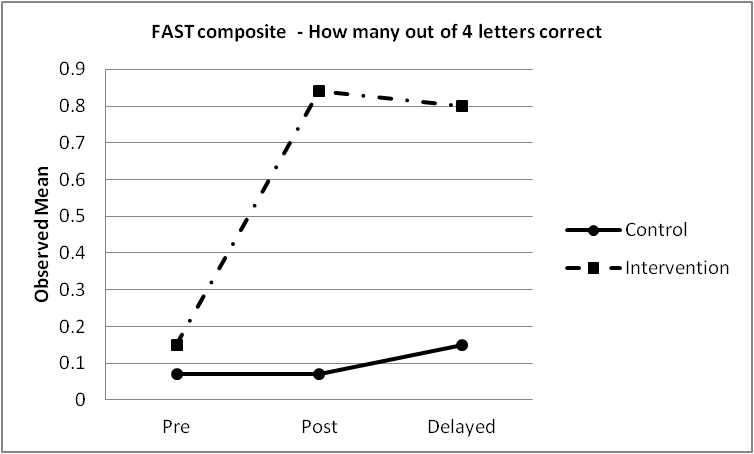 FAST composite - How many out of 4 letters correct
0.9
0.8
0.7
0.6
0.5
0.4
0.3
0.2
0.1
0
Observed Mean
Pre Post Delayed
Control
Intervention